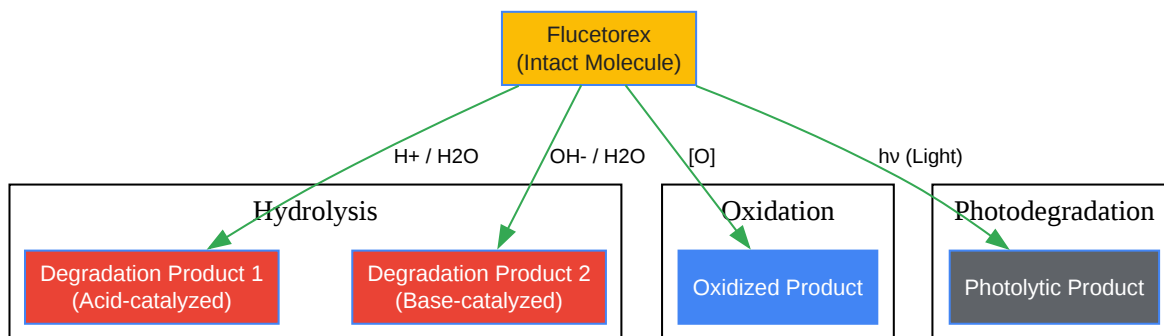 Flucetorex
(Intact Molecule)
H+ / H2O
OH- / H2O
[O]
hν (Light)
Hydrolysis
Oxidation
Photodegradation
Degradation Product 1
(Acid-catalyzed)
Degradation Product 2
(Base-catalyzed)
Oxidized Product
Photolytic Product